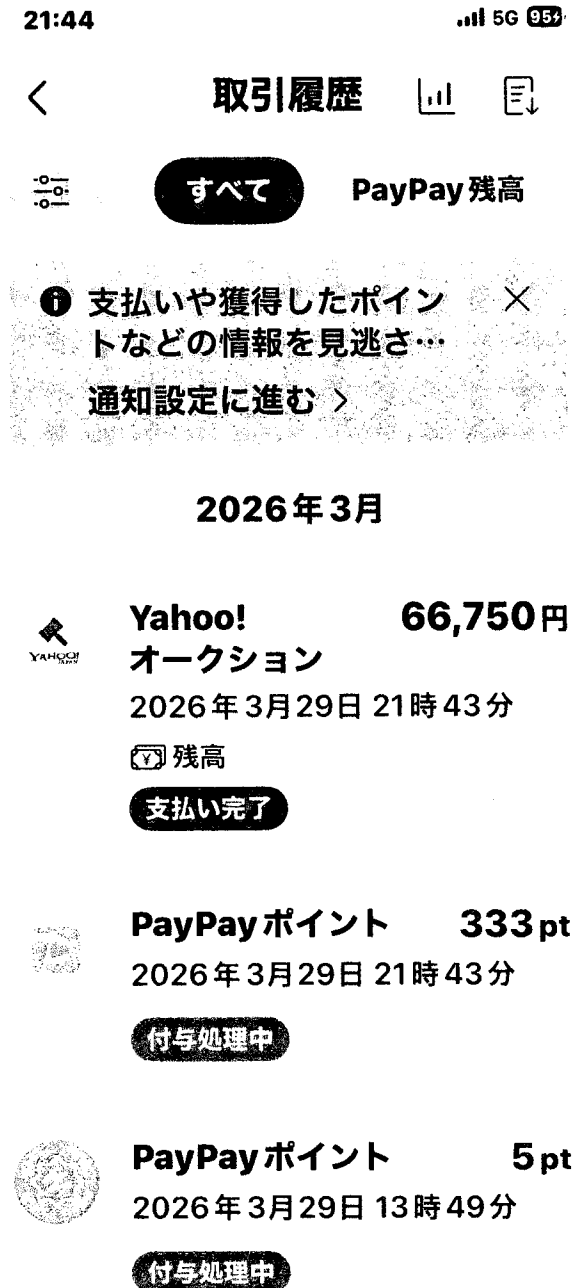 21:44 5G 95
取引履歴
すべて PayPay残高
支払いや獲得したポイン
トなどの情報を見逃さ…
通知設定に進む
2026年3月
Yahoo! 66,750円
オークション
YAHOO!
JAPAN
2026年3月29日 21時43分
残高
支払い完了
PayPayポイント 333pt
2026年3月29日 21時43分
付与処理中
PayPayポイント 5pt
2026年3月29日 13時49分
付与処理中